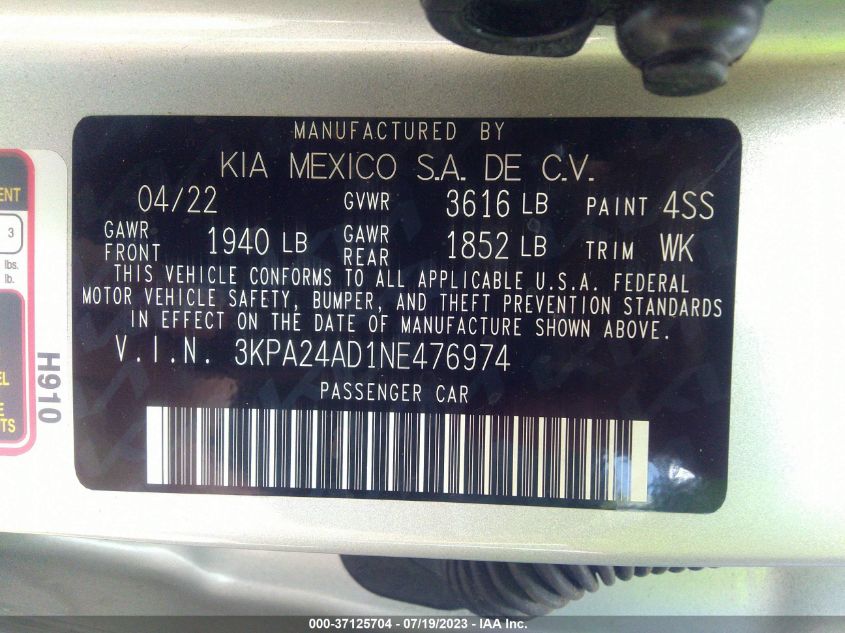 MANUFACTURED BY
KIA MEXICO S.A. DE C.V.
04/22 GVWR 3616 LB PAINT 4SS
GAWR FRONT 1940 LB GAWR REAR 1852 LB TRIM WK
THIS VEHICLE CONFORMS TO ALL APPLICABLE U.S.A. FEDERAL
MOTOR VEHICLE SAFETY, BUMPER, AND THEFT PREVENTION STANDARDS
IN EFFECT ON THE DATE OF MANUFACTURE SHOWN ABOVE.
V.I.N. 3KPA24AD1NE476974
PASSENGER CAR
H910
3
lbs.
lb.
000-37125704 - 07/19/2023 - IAA Inc.